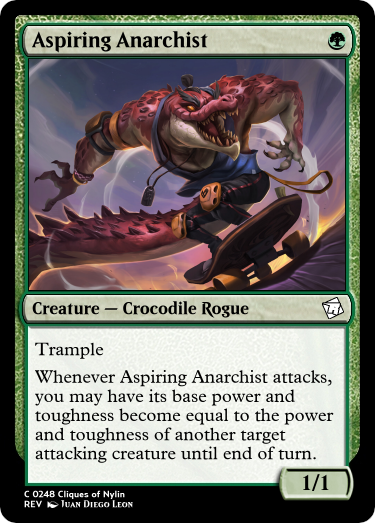 Aspiring Anarchist
Creature — Crocodile Rogue
Trample
Whenever Aspiring Anarchist attacks,
you may have its base power and
toughness become equal to the power
and toughness of another target
attacking creature until end of turn.
1/1
C 0248 Cliques of Nylin
REV Juan Diego Leon